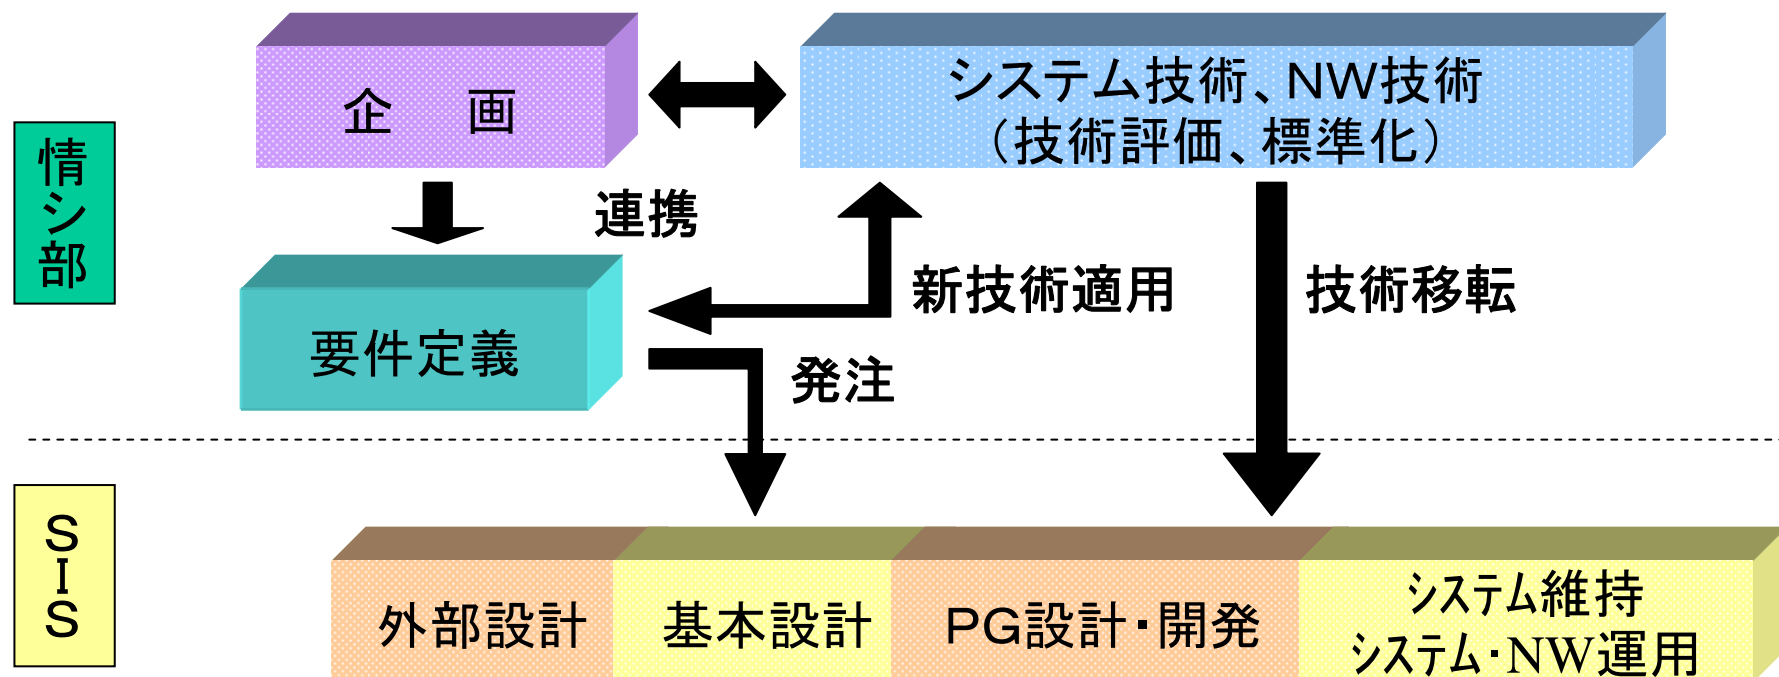 企　画
システム技術、NW技術
（技術評価、標準化）
情シ部
連携
新技術適用
技術移転
要件定義
発注
SIS
外部設計
基本設計
PG設計・開発
システム維持
システム・NW運用